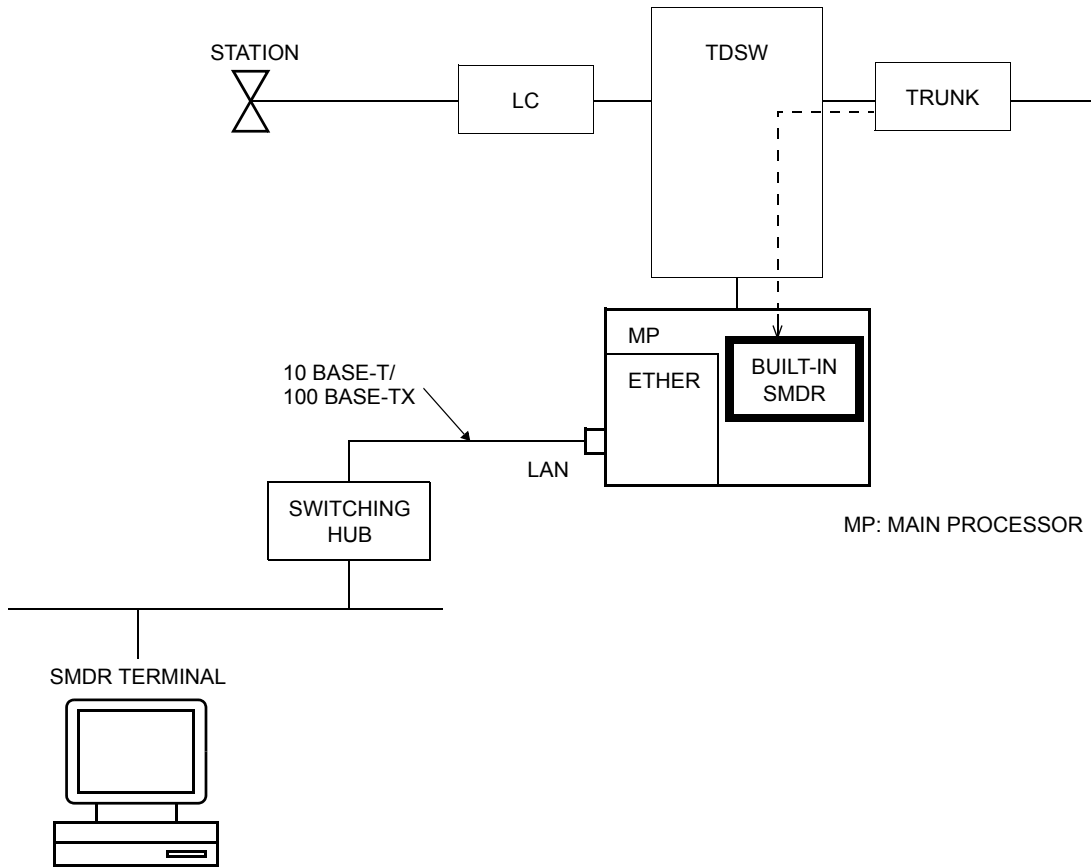 STATION
TDSW
LC
TRUNK
MP
BUILT-IN
SMDR
ETHER
10 BASE-T/
100 BASE-TX
LAN
SWITCHING
HUB
MP: MAIN PROCESSOR
SMDR TERMINAL